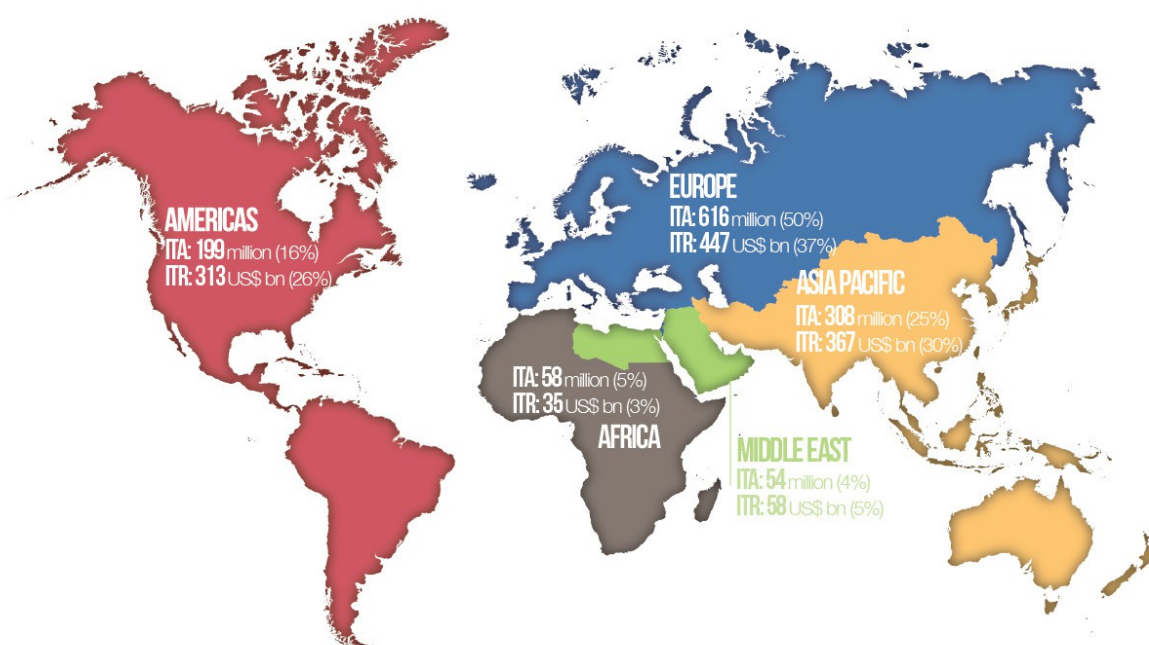 AMERICAS
ITA: 199 million (16%)
ITR: 313 US$ bn (26%)
EUROPE
ITA: 616 million (50%)
ITR: 447 US$ bn (37%)
ASIA PACIFIC
ITA: 308 million (25%)
ITR: 367 US$ bn (30%)
ITA: 58 million (5%)
ITR: 35 US$ bn (3%)
AFRICA
MIDDLE EAST
ITA: 54 million (4%)
ITR: 58 US$ bn (5%)